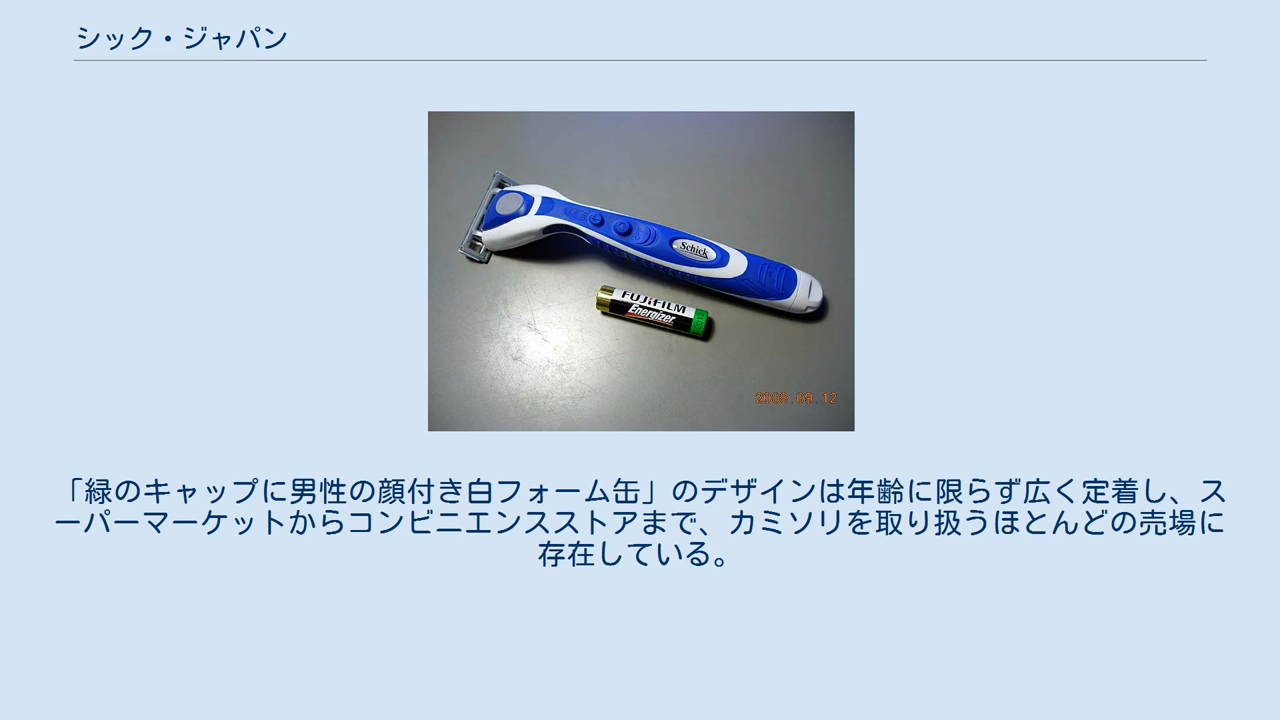 シック・ジャパン
Schick
FUJIFILM
Energizer
2008.09.12
「緑のキャップに男性の顔付き白フォーム缶」のデザインは年齢に限らず広く定着し、ス
ーパーマーケットからコンビニエンスストアまで、カミソリを取り扱うほとんどの売場に
存在している。